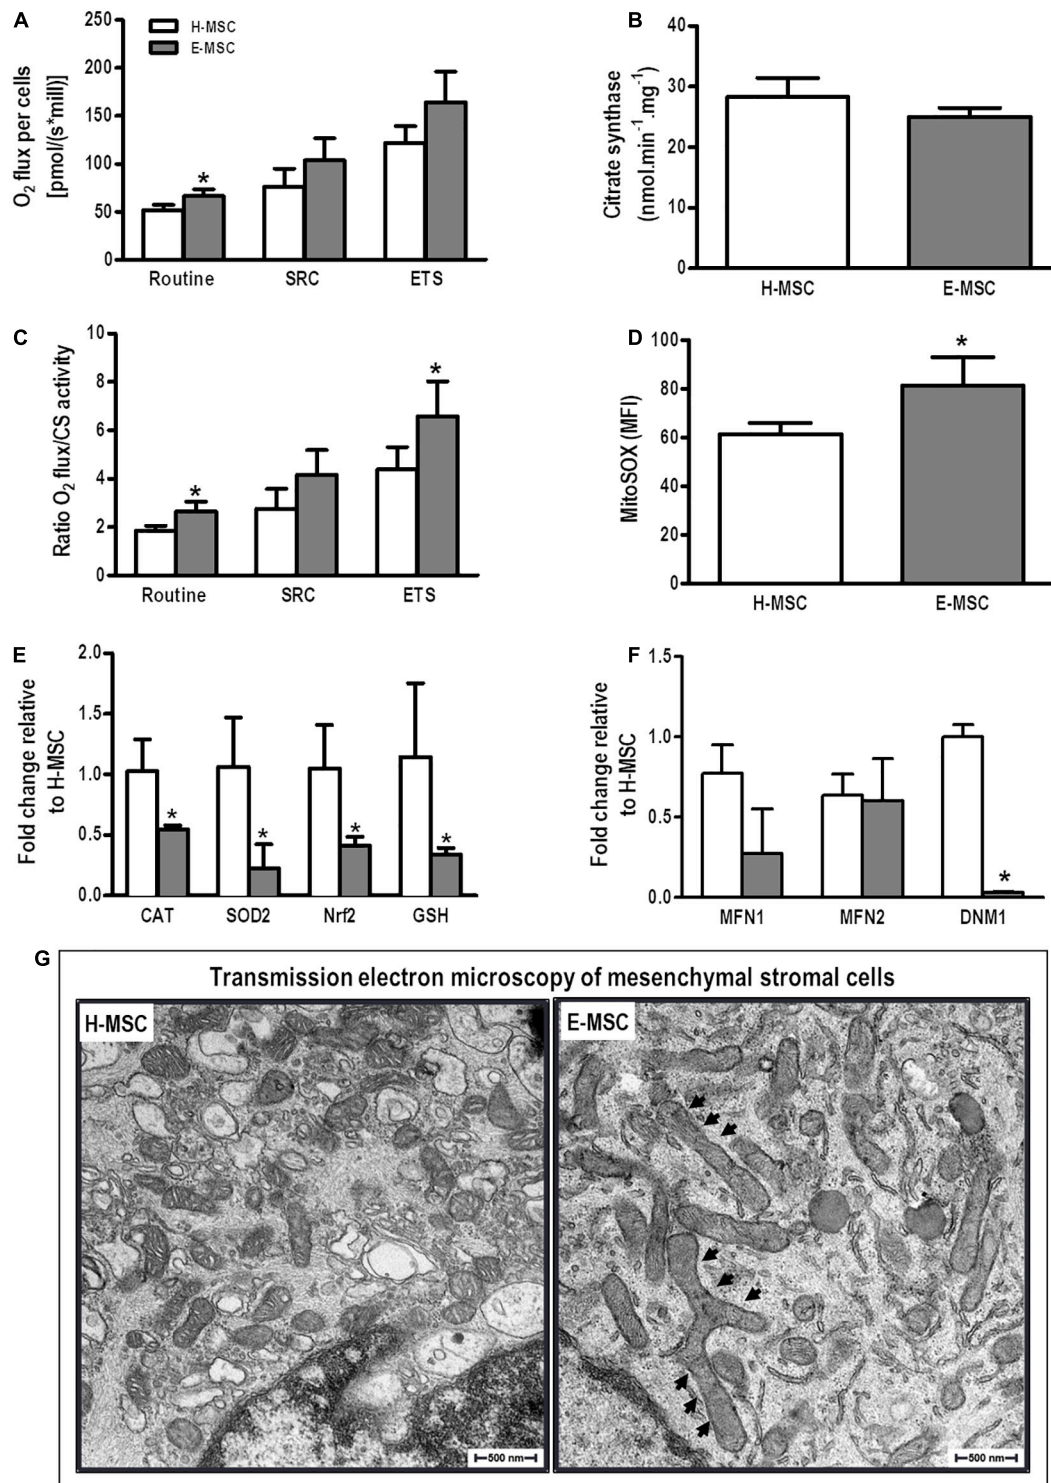 A
250
200
150
100
50
0
O2 flux per cells
[pmol/(s*mill)]
H-MSC
E-MSC
*
Routine
SRC
ETS
B
40
30
20
10
0
Citrate synthase
(nmol.min-1.mg-1)
H-MSC
E-MSC
C
10
8
6
4
2
0
Ratio O2 flux/CS activity
*
*
Routine
SRC
ETS
D
100
80
60
40
20
0
MitoSOX (MFI)
*
H-MSC
E-MSC
E
2.0
1.5
1.0
0.5
0.0
Fold change relative
to H-MSC
*
*
*
*
CAT
SOD2
Nrf2
GSH
F
1.5
1.0
0.5
0.0
Fold change relative
to H-MSC
*
MFN1
MFN2
DNM1
G
Transmission electron microscopy of mesenchymal stromal cells
H-MSC
500 nm
E-MSC
500 nm